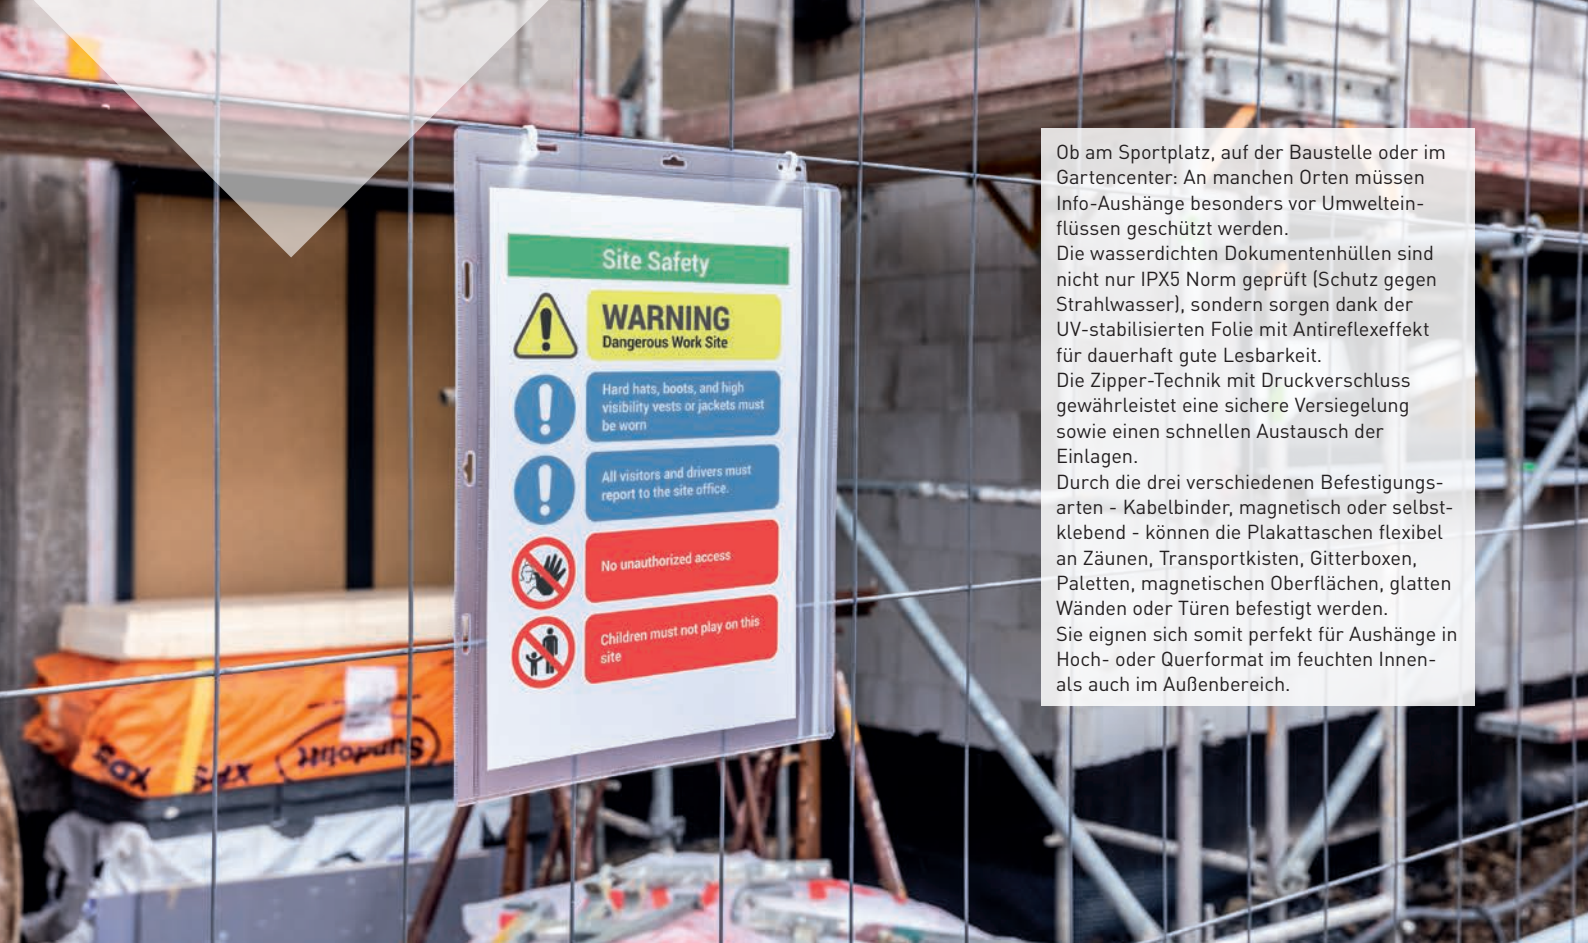 Site Safety
WARNING
Dangerous Work Site
Hard hats, boots, and high
visibility vests or jackets must
be worn
All visitors and drivers must
report to the site office.
No unauthorized access
Children must not play on this
site
Ob am Sportplatz, auf der Baustelle oder im
Gartencenter: An manchen Orten müssen
Info-Aushänge besonders vor Umweltein-
flüssen geschützt werden.
Die wasserdichten Dokumentenhüllen sind
nicht nur IPX5 Norm geprüft (Schutz gegen
Strahlwasser), sondern sorgen dank der
UV-stabilisierten Folie mit Antireflexeffekt
für dauerhaft gute Lesbarkeit.
Die Zipper-Technik mit Druckverschluss
gewährleistet eine sichere Versiegelung
sowie einen schnellen Austausch der
Einlagen.
Durch die drei verschiedenen Befestigungs-
arten - Kabelbinder, magnetisch oder selbst-
klebend - können die Plakattaschen flexibel
an Zäunen, Transportkisten, Gitterboxen,
Paletten, magnetischen Oberflächen, glatten
Wänden oder Türen befestigt werden.
Sie eignen sich somit perfekt für Aushänge in
Hoch- oder Querformat im feuchten Innen-
als auch im Außenbereich.